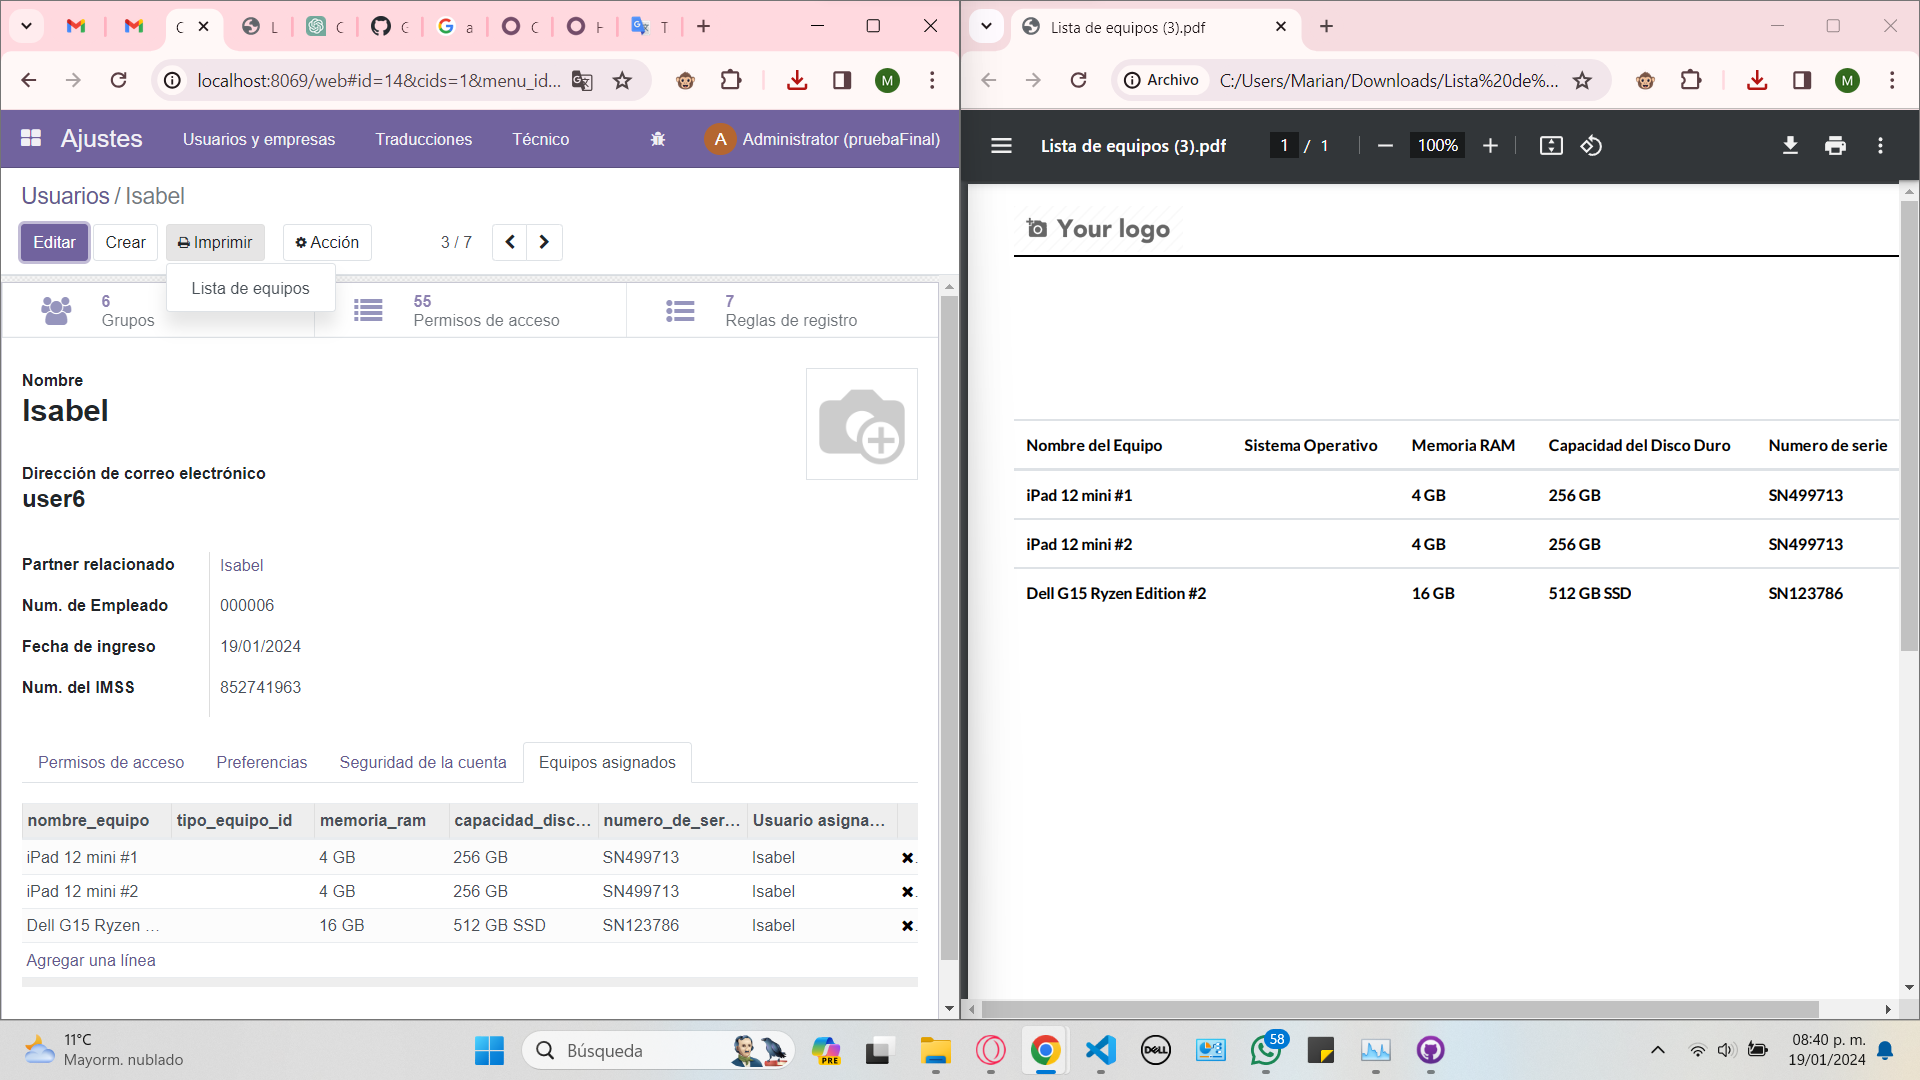 C
L
C
G
a
C
H
T
localhost:8069/web#id=14&cids=1&menu_id...
M
Ajustes
Usuarios y empresas
Traducciones
Técnico
A
Administrator (pruebaFinal)
Usuarios / Isabel
Editar
Crear
Imprimir
Acción
3 / 7
Lista de equipos
6
Grupos
55
Permisos de acceso
7
Reglas de registro
Nombre
Isabel
Dirección de correo electrónico
user6
Partner relacionado Isabel
Num. de Empleado 000006
Fecha de ingreso 19/01/2024
Num. del IMSS 852741963
Permisos de acceso
Preferencias
Seguridad de la cuenta
Equipos asignados
nombre_equipo tipo_equipo_id memoria_ram capacidad_disc... numero_de_ser... Usuario asigna...
iPad 12 mini #1 4 GB 256 GB SN499713 Isabel
iPad 12 mini #2 4 GB 256 GB SN499713 Isabel
Dell G15 Ryzen ... 16 GB 512 GB SSD SN123786 Isabel
Agregar una línea
Lista de equipos (3).pdf
Archivo
C:/Users/Marian/Downloads/Lista%20de%...
M
Lista de equipos (3).pdf
1 / 1
100%
Your logo
Nombre del Equipo Sistema Operativo Memoria RAM Capacidad del Disco Duro Numero de serie
iPad 12 mini #1 4 GB 256 GB SN499713
iPad 12 mini #2 4 GB 256 GB SN499713
Dell G15 Ryzen Edition #2 16 GB 512 GB SSD SN123786
11°C
Mayorm. nublado
Búsqueda
PRE
DELL
58
08:40 p. m.
19/01/2024